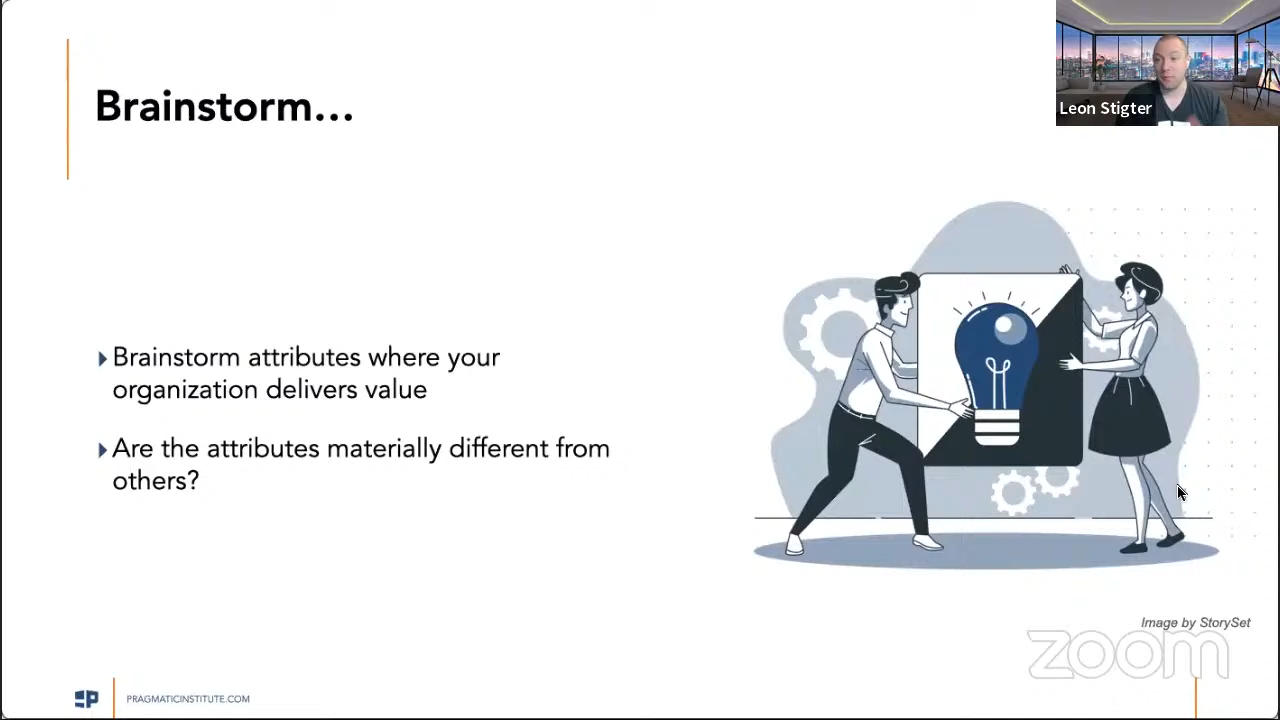 Brainstorm...
Leon Stigter
Brainstorm attributes where your
organization delivers value
Are the attributes materially different from
others?
Image by StorySet
zoom
PRAGMATICINSTITUTE.COM